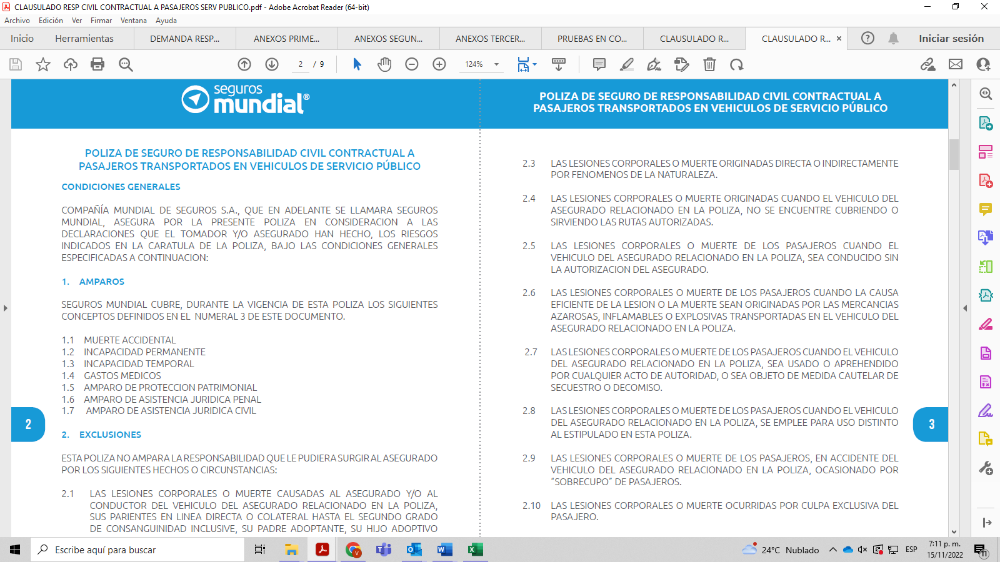 CLAUSULADO RESP CIVIL CONTRACTUAL A PASAJEROS SERV PUBLICO.pdf - Adobe Acrobat Reader (64-bit)
Archivo Edición Ver Firmar Ventana Ayuda
Inicio Herramientas DEMANDA RESP... ANEXOS PRIME... ANEXOS SEGUN... ANEXOS TERCER... PRUEBAS EN CO... CLAUSULADO R... CLAUSULADO R... × Iniciar sesión
2 / 9 124%
seguros
mundial®
POLIZA DE SEGURO DE RESPONSABILIDAD CIVIL CONTRACTUAL A
PASAJEROS TRANSPORTADOS EN VEHICULOS DE SERVICIO PÚBLICO
POLIZA DE SEGURO DE RESPONSABILIDAD CIVIL CONTRACTUAL A
PASAJEROS TRANSPORTADOS EN VEHICULOS DE SERVICIO PÚBLICO
CONDICIONES GENERALES
COMPAÑÍA MUNDIAL DE SEGUROS S.A., QUE EN ADELANTE SE LLAMARA SEGUROS
MUNDIAL, ASEGURA POR LA PRESENTE POLIZA EN CONSIDERACION A LAS
DECLARACIONES QUE EL TOMADOR Y/O ASEGURADO HAN HECHO, LOS RIESGOS
INDICADOS EN LA CARATULA DE LA POLIZA, BAJO LAS CONDICIONES GENERALES
ESPECIFICADAS A CONTINUACION:
1. AMPAROS
SEGUROS MUNDIAL CUBRE, DURANTE LA VIGENCIA DE ESTA POLIZA LOS SIGUIENTES
CONCEPTOS DEFINIDOS EN EL NUMERAL 3 DE ESTE DOCUMENTO.
1.1 MUERTE ACCIDENTAL
1.2 INCAPACIDAD PERMANENTE
1.3 INCAPACIDAD TEMPORAL
1.4 GASTOS MEDICOS
1.5 AMPARO DE PROTECCION PATRIMONIAL
1.6 AMPARO DE ASISTENCIA JURIDICA PENAL
1.7 AMPARO DE ASISTENCIA JURIDICA CIVIL
2
2. EXCLUSIONES
ESTA POLIZA NO AMPARA LA RESPONSABILIDAD QUE LE PUDIERA SURGIR AL ASEGURADO
POR LOS SIGUIENTES HECHOS O CIRCUNSTANCIAS:
2.1 LAS LESIONES CORPORALES O MUERTE CAUSADAS AL ASEGURADO Y/O AL
CONDUCTOR DEL VEHICULO DEL ASEGURADO RELACIONADO EN LA POLIZA,
SUS PARIENTES EN LINEA DIRECTA O COLATERAL HASTA EL SEGUNDO GRADO
DE CONSANGUINIDAD INCLUSIVE, SU PADRE ADOPTANTE, SU HIJO ADOPTIVO
2.3 LAS LESIONES CORPORALES O MUERTE ORIGINADAS DIRECTA O INDIRECTAMENTE
POR FENOMENOS DE LA NATURALEZA.
2.4 LAS LESIONES CORPORALES O MUERTE ORIGINADAS CUANDO EL VEHICULO DEL
ASEGURADO RELACIONADO EN LA POLIZA, NO SE ENCUENTRE CUBRIENDO O
SIRVIENDO LAS RUTAS AUTORIZADAS.
2.5 LAS LESIONES CORPORALES O MUERTE DE LOS PASAJEROS CUANDO EL
VEHICULO DEL ASEGURADO RELACIONADO EN LA POLIZA, SEA CONDUCIDO SIN
LA AUTORIZACION DEL ASEGURADO.
2.6 LAS LESIONES CORPORALES O MUERTE DE LOS PASAJEROS CUANDO LA CAUSA
EFICIENTE DE LA LESION O LA MUERTE SEAN ORIGINADAS POR LAS MERCANCIAS
AZAROSAS, INFLAMABLES O EXPLOSIVAS TRANSPORTADAS EN EL VEHICULO DEL
ASEGURADO RELACIONADO EN LA POLIZA.
2.7 LAS LESIONES CORPORALES O MUERTE DE LOS PASAJEROS CUANDO EL VEHICULO
DEL ASEGURADO RELACIONADO EN LA POLIZA, SEA USADO O APREHENDIDO
POR CUALQUIER ACTO DE AUTORIDAD, O SEA OBJETO DE MEDIDA CAUTELAR DE
SECUESTRO O DECOMISO.
2.8 LAS LESIONES CORPORALES O MUERTE DE LOS PASAJEROS CUANDO EL VEHICULO
DEL ASEGURADO RELACIONADO EN LA POLIZA, SE EMPLEE PARA USO DISTINTO
AL ESTIPULADO EN ESTA POLIZA.
3
2.9 LAS LESIONES CORPORALES O MUERTE DE LOS PASAJEROS, EN ACCIDENTE DEL
VEHICULO DEL ASEGURADO RELACIONADO EN LA POLIZA, OCASIONADO POR
“SOBRECUPO” DE PASAJEROS.
2.10 LAS LESIONES CORPORALES O MUERTE OCURRIDAS POR CULPA EXCLUSIVA DEL
PASAJERO.
Escribe aquí para buscar
24°C Nublado ESP 7:11 p. m.
15/11/2022
11